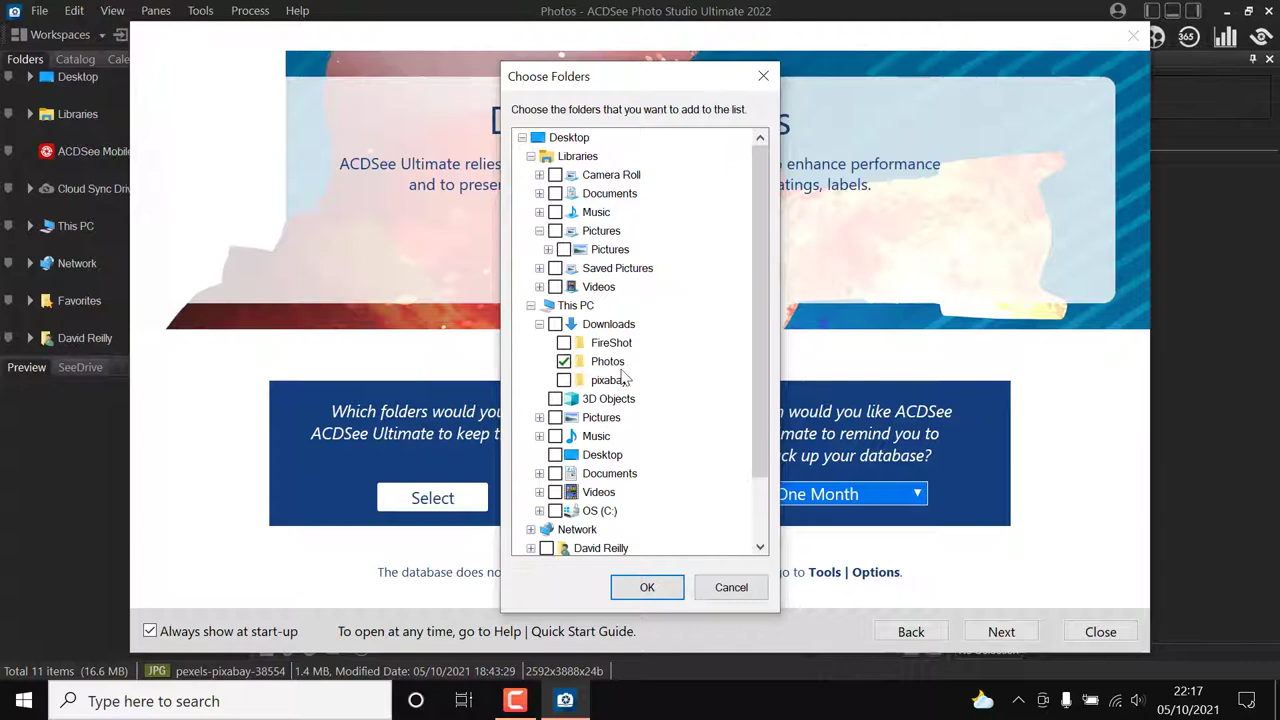 File Edit View Panes Tools Process Help
Photos - ACDSee Photo Studio Ultimate 2022
Workspaces
365
Folders Catalog Cale
Desktop
Libraries
ACDSee Mobile
Cloud Sync Driv
This PC
Network
Favorites
David Reilly
Preview SeeDrive
D
s
ACDSee Ultimate relies
to enhance performance
and to preser
atings, labels.
Choose Folders
Choose the folders that you want to add to the list.
Desktop
Libraries
Camera Roll
Documents
Music
Pictures
Pictures
Saved Pictures
Videos
This PC
Downloads
FireShot
Photos
pixaba
3D Objects
Pictures
Music
Desktop
Documents
Videos
OS (C:)
Network
David Reilly
OK Cancel
Which folders would you
ACDSee Ultimate to keep t
Select
n would you like ACDSee
imate to remind you to
ck up your database?
One Month
The database does no
go to Tools | Options.
Always show at start-up
To open at any time, go to Help | Quick Start Guide.
Back Next Close
Total 11 items (16.6 MB) JPG pexels-pixabay-38554 1.4 MB, Modified Date: 05/10/2021 18:43:29 2592x3888x24b
Type here to search
22:17
05/10/2021